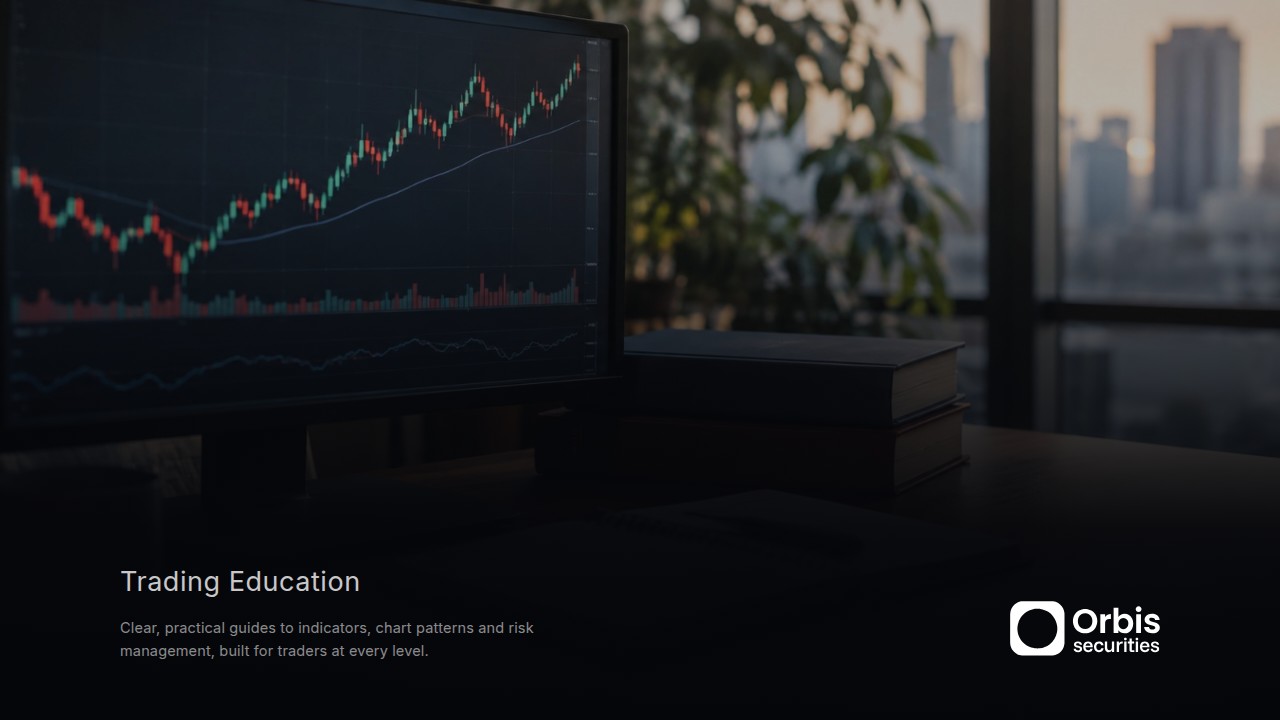 Trading Education
Clear, practical guides to indicators, chart patterns and risk
management, built for traders at every level.
Orbis
securities